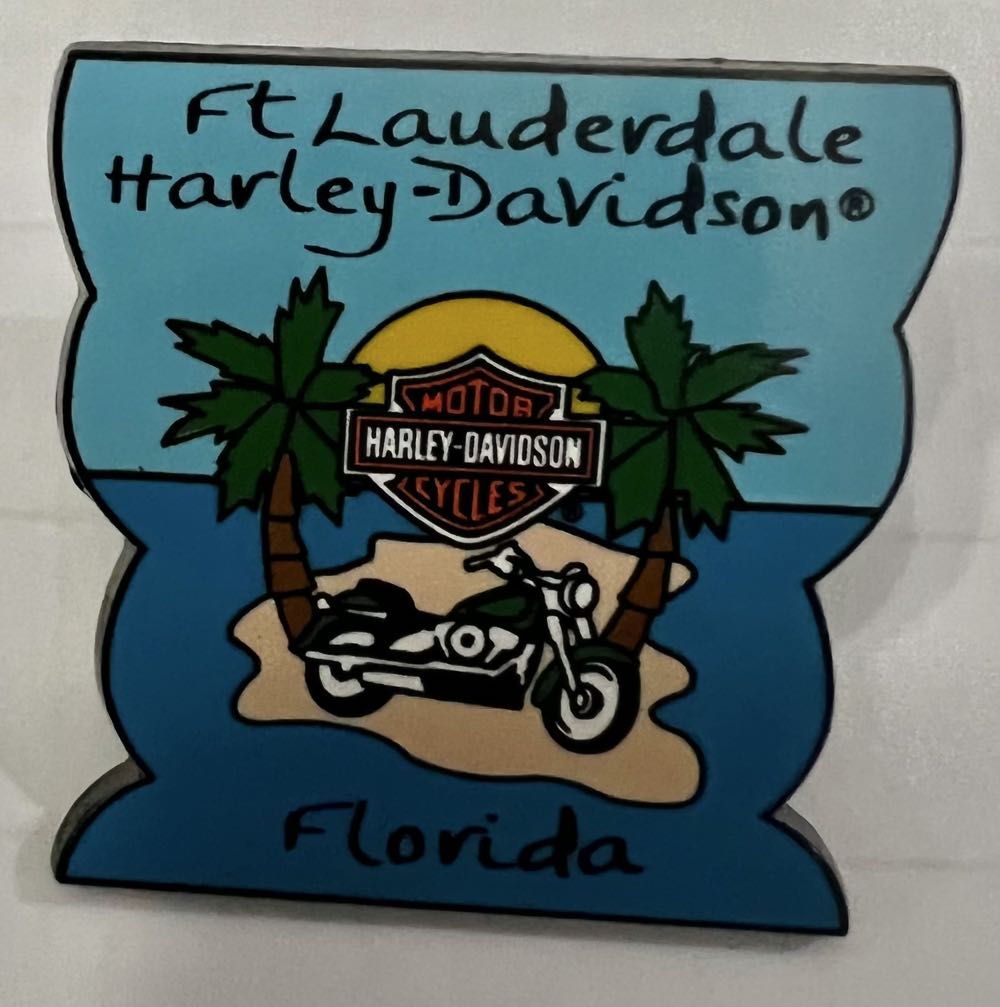 Ft Lauderdale
Harley-Davidson®
MOTOR
HARLEY-DAVIDSON
CYCLES
®
Florida